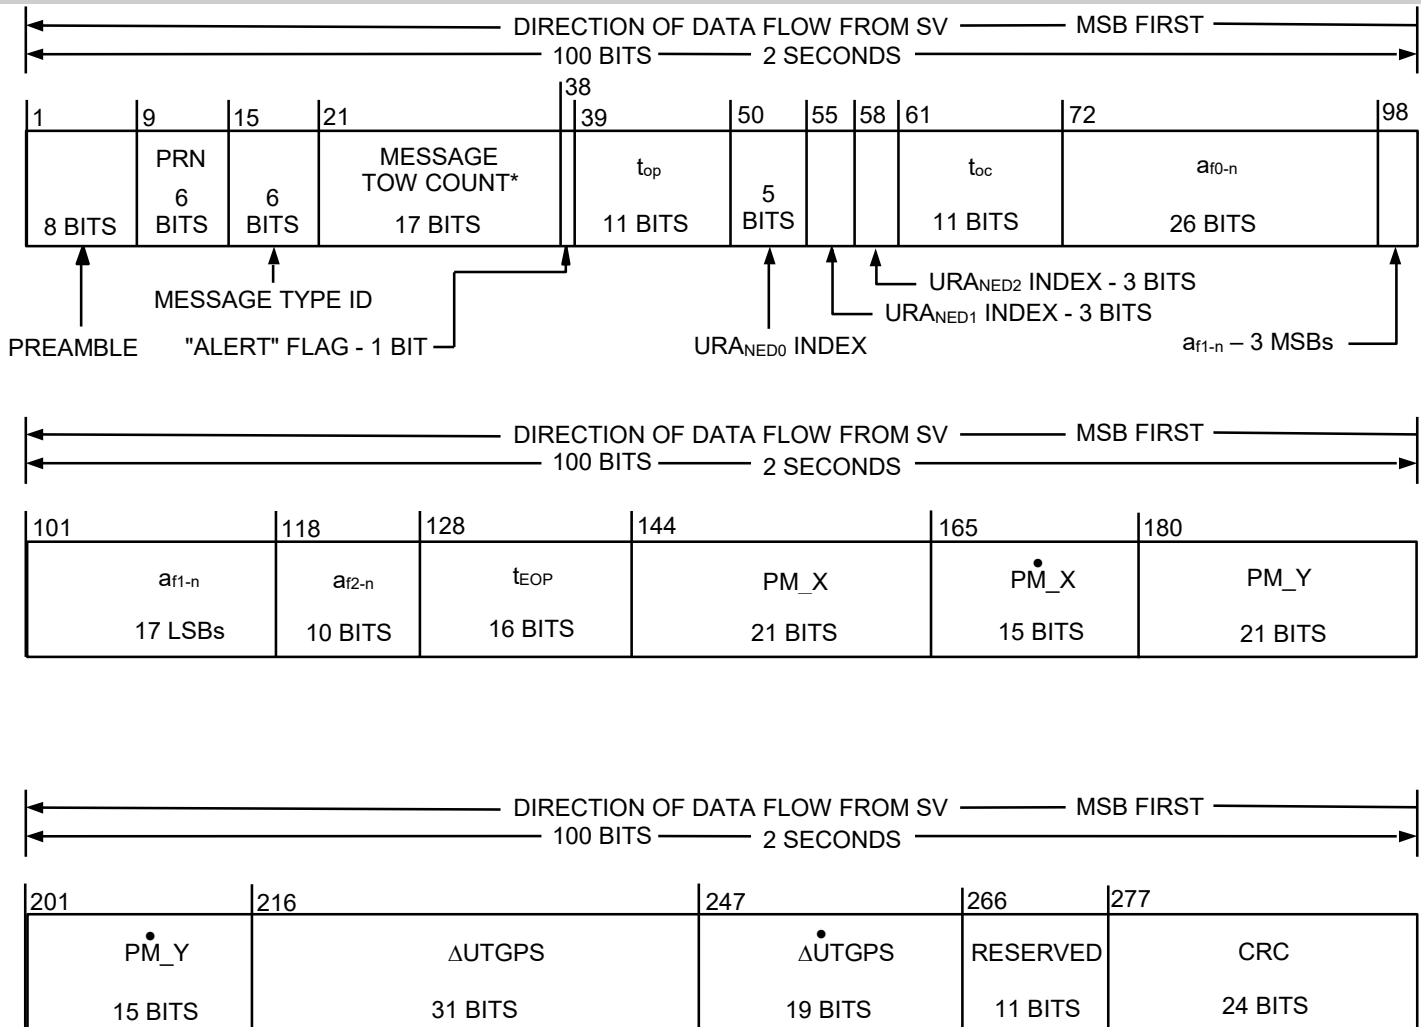 DIRECTION OF DATA FLOW FROM SV MSB FIRST
100 BITS 2 SECONDS
1 9 15 21 38 39 50 55 58 61 72 98
8 BITS
PRN
6
BITS
6
BITS
MESSAGE
TOW COUNT*
17 BITS
top
11 BITS
5
BITS
toc
11 BITS
af0-n
26 BITS
MESSAGE TYPE ID
URANED2 INDEX - 3 BITS
URANED1 INDEX - 3 BITS
PREAMBLE
"ALERT" FLAG - 1 BIT
URANED0 INDEX
af1-n – 3 MSBs
DIRECTION OF DATA FLOW FROM SV MSB FIRST
100 BITS 2 SECONDS
101 118 128 144 165 180
af1-n
17 LSBs
af2-n
10 BITS
tEOP
16 BITS
PM_X
21 BITS
PṀ_X
15 BITS
PM_Y
21 BITS
DIRECTION OF DATA FLOW FROM SV MSB FIRST
100 BITS 2 SECONDS
201 216 247 266 277
PṀ_Y
15 BITS
ΔUTGPS
31 BITS
ΔU̇TGPS
19 BITS
RESERVED
11 BITS
CRC
24 BITS